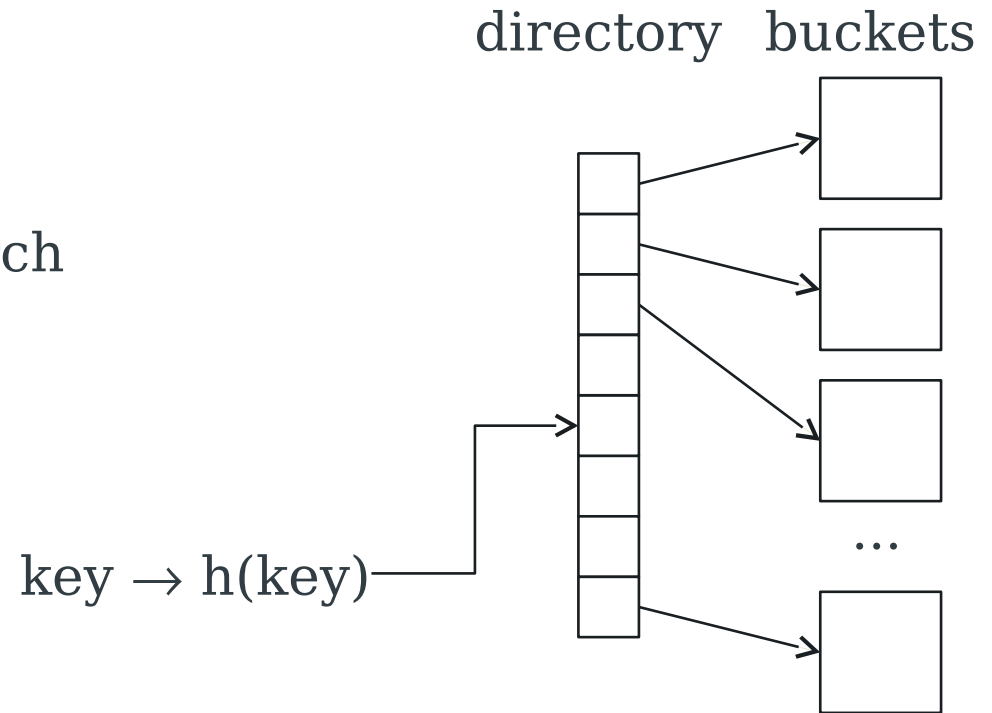 directory buckets
ch
...
key → h(key)